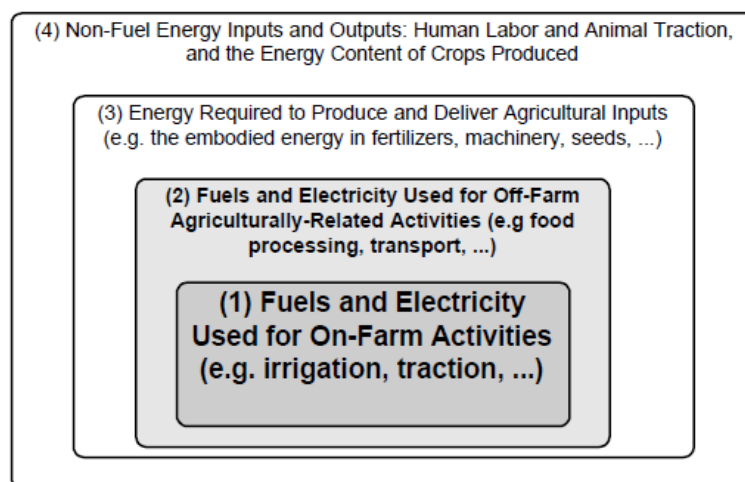 (4) Non-Fuel Energy Inputs and Outputs: Human Labor and Animal Traction,
and the Energy Content of Crops Produced
(3) Energy Required to Produce and Deliver Agricultural Inputs
(e.g. the embodied energy in fertilizers, machinery, seeds, ...)
(2) Fuels and Electricity Used for Off-Farm
Agriculturally-Related Activities (e.g food
processing, transport, ...)
(1) Fuels and Electricity
Used for On-Farm Activities
(e.g. irrigation, traction, ...)